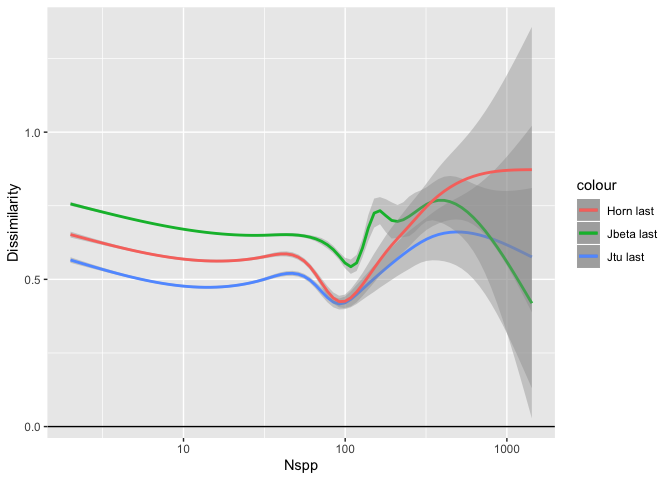 1.0
0.5
0.0
Dissimilarity
10
100
1000
Nspp
colour
Horn last
Jbeta last
Jtu last